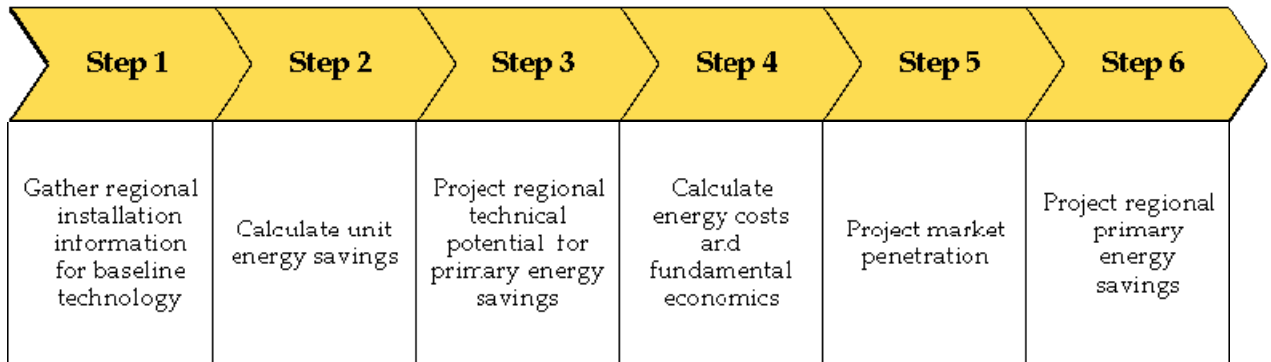 Step 1
Step 2
Step 3
Step 4
Step 5
Step 6
Gather regional
installation
information
for baseline
technology
Calculate unit
energy savings
Project regional
technical
potential for
primary energy
savings
Calculate
energy costs
and
fundamental
economics
Project market
penetration
Project regional
primary
energy
savings